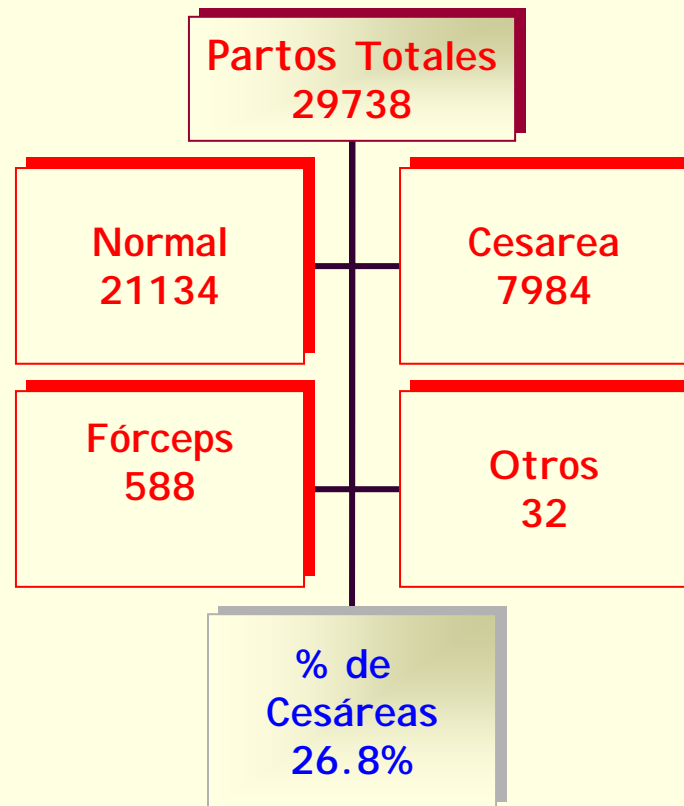 Partos Totales
29738
Normal
21134
Cesarea
7984
Fórceps
588
Otros
32
% de
Cesáreas
26.8%